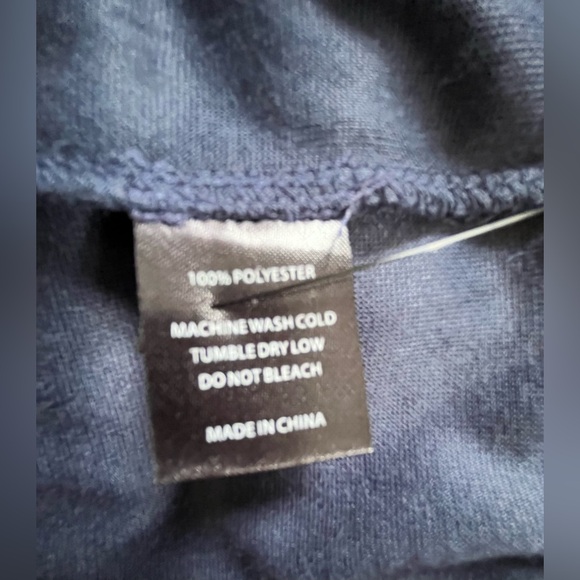 100% POLYESTER
MACHINE WASH COLD
TUMBLE DRY LOW
DO NOT BLEACH
MADE IN CHINA